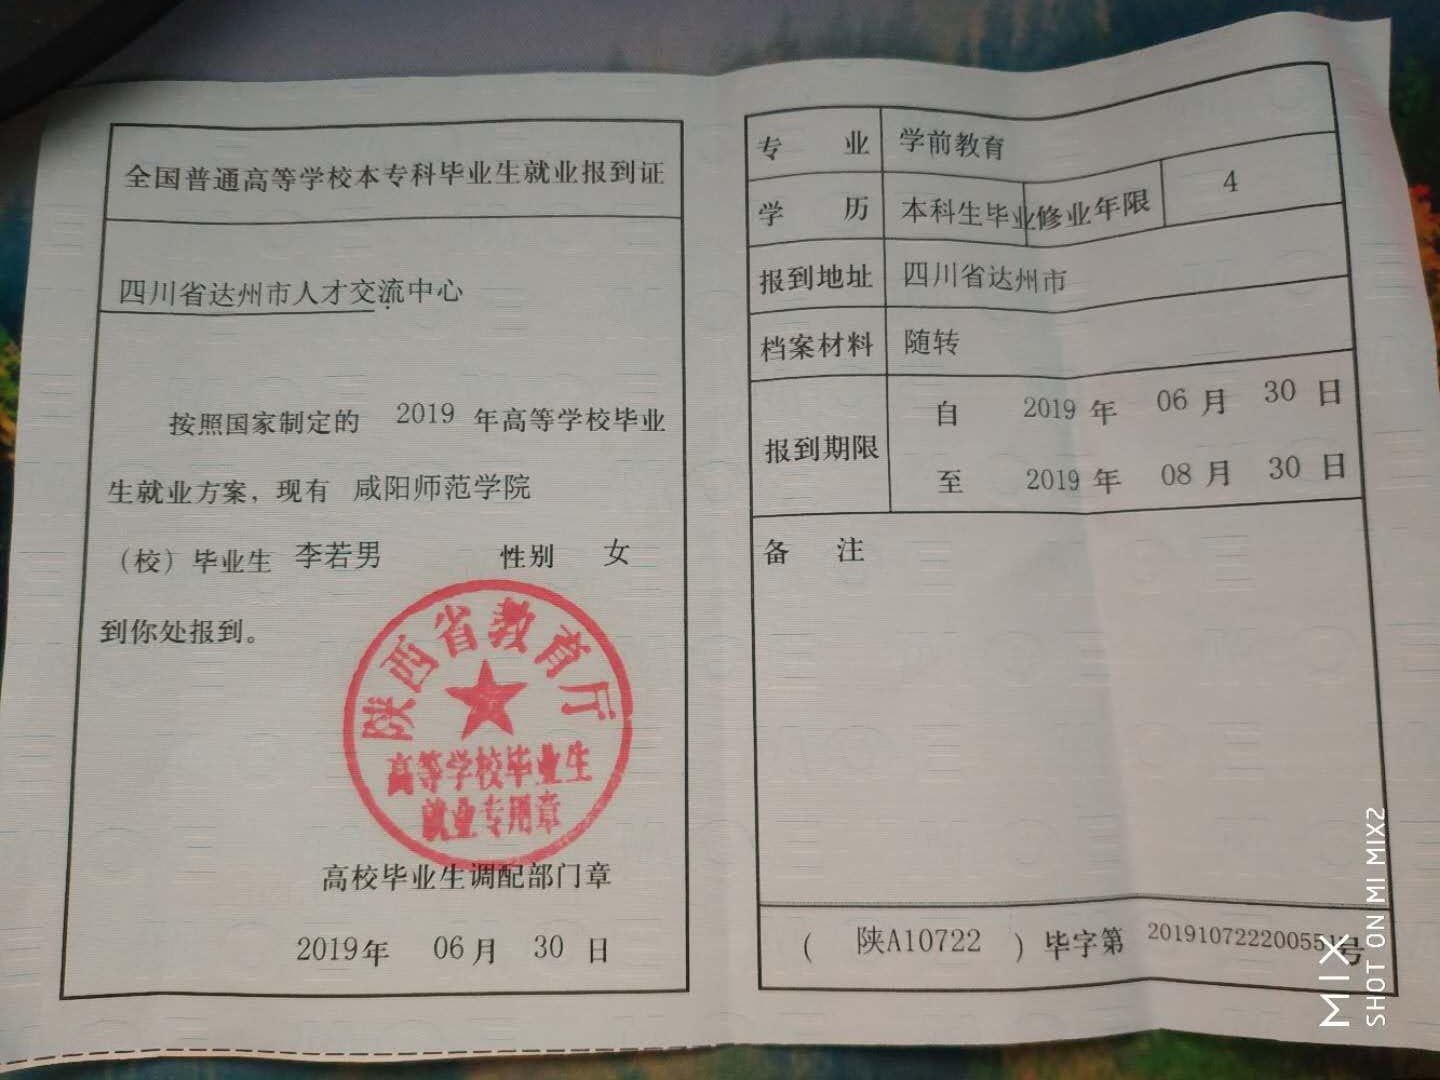 全国普通高等学校本专科毕业生就业报到证
四川省达州市人才交流中心
按照国家制定的 2019 年高等学校毕业
生就业方案，现有 咸阳师范学院
（校）毕业生 李若男 性别 女
到你处报到。
陕西省教育厅
高等学校毕业生
就业专用章
高校毕业生调配部门章
2019年 06月 30日
专业 学前教育
学历 本科生毕业 修业年限 4
报到地址 四川省达州市
档案材料 随转
报到期限 自 2019 年 06 月 30 日
至 2019 年 08 月 30 日
备注
（ 陕A10722 ）毕字第 号
MIX
SHOT ON MI MIX2